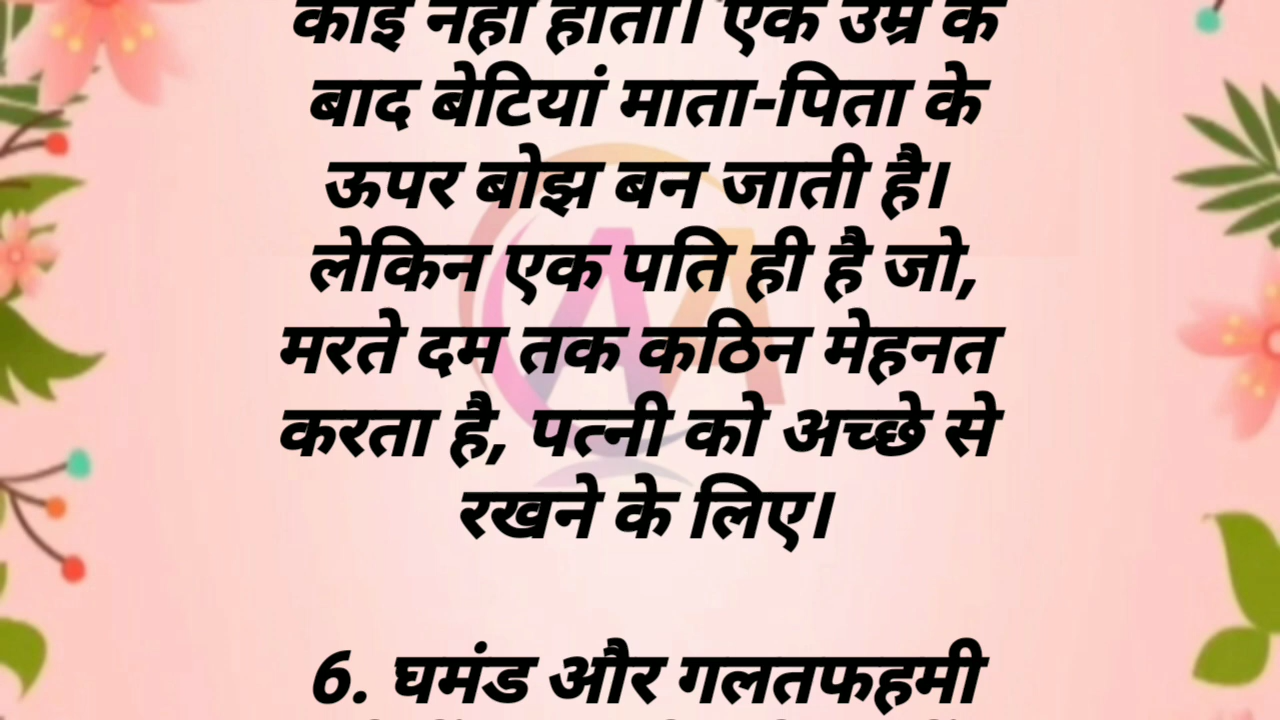 कोई नहीं होता। एक उम्र के
बाद बेटियां माता-पिता के
ऊपर बोझ बन जाती है।
लेकिन एक पति ही है जो,
मरते दम तक कठिन मेहनत
करता है, पत्नी को अच्छे से
रखने के लिए।
6. घमंड और गलतफहमी